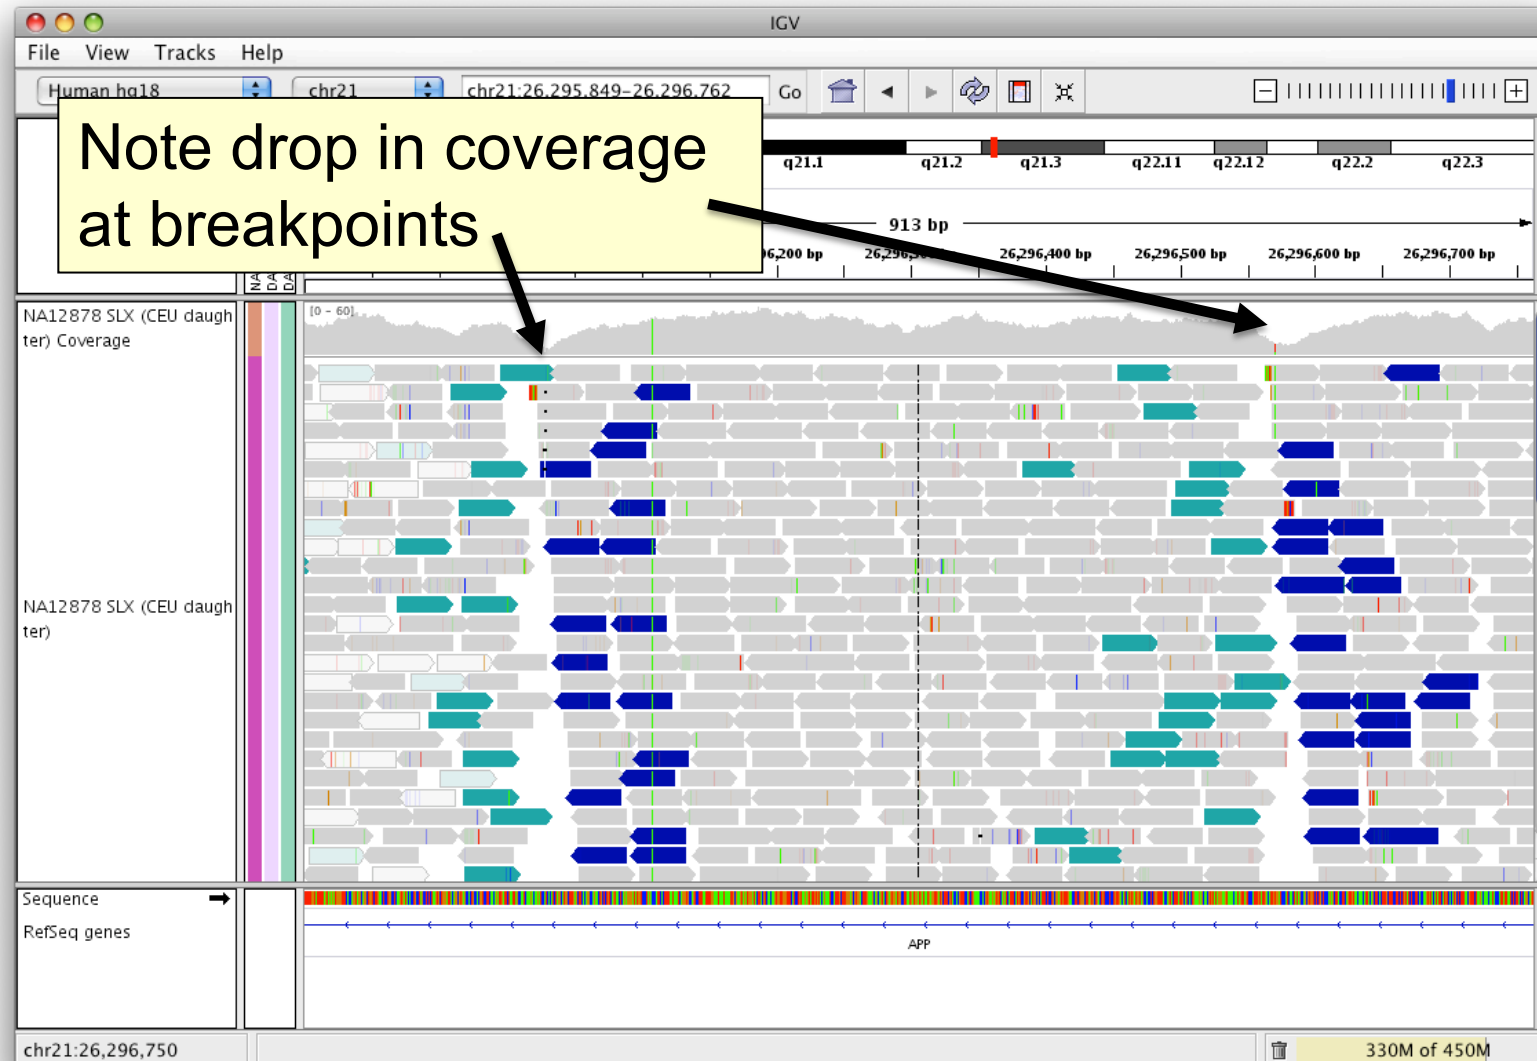 IGV
File View Tracks Help
Human hg18 chr21 chr21:26,295,849-26,296,762 Go
Note drop in coverage
at breakpoints
q21.1 q21.2 q21.3 q22.11 q22.12 q22.2 q22.3
913 bp
26,296,400 bp 26,296,500 bp 26,296,600 bp 26,296,700 bp
NA12878 SLX (CEU daugh
ter) Coverage
[0 - 60]
NA12878 SLX (CEU daugh
ter)
Sequence
RefSeq genes
APP
chr21:26,296,750
330M of 450M